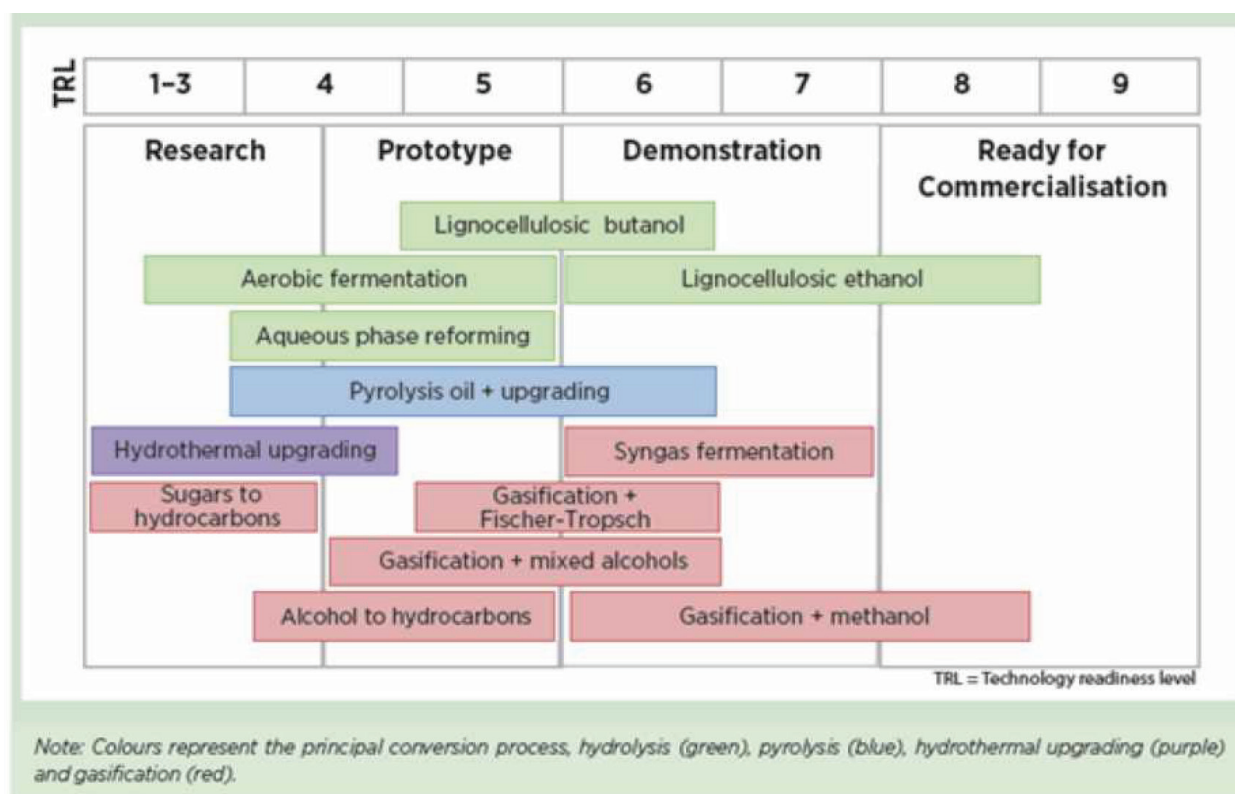 TRL
1–3 4 5 6 7 8 9
Research Prototype Demonstration Ready for
Commercialisation
Lignocellulosic butanol
Aerobic fermentation Lignocellulosic ethanol
Aqueous phase reforming
Pyrolysis oil + upgrading
Hydrothermal upgrading Syngas fermentation
Sugars to
hydrocarbons
Gasification +
Fischer-Tropsch
Gasification + mixed alcohols
Alcohol to hydrocarbons Gasification + methanol
TRL = Technology readiness level
Note: Colours represent the principal conversion process, hydrolysis (green), pyrolysis (blue), hydrothermal upgrading (purple)
and gasification (red).